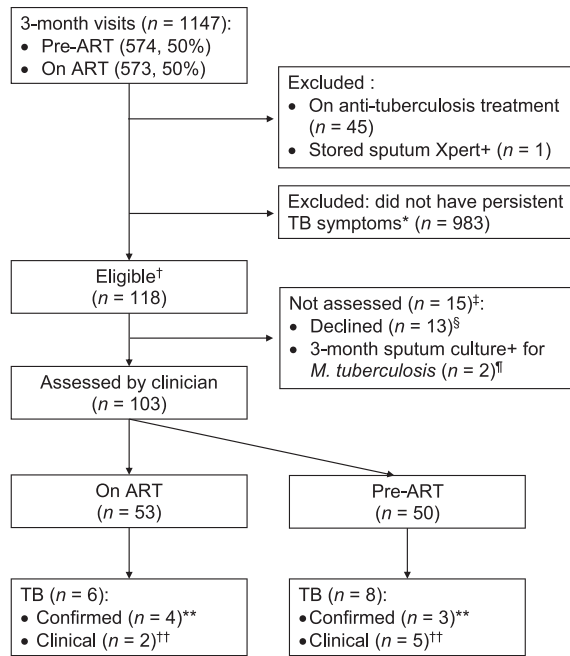 3-month visits (n = 1147):
• Pre-ART (574, 50%)
• On ART (573, 50%)
Excluded :
• On anti-tuberculosis treatment
(n = 45)
• Stored sputum Xpert+ (n = 1)
Excluded: did not have persistent
TB symptoms* (n = 983)
Eligible†
(n = 118)
Not assessed (n = 15)‡:
• Declined (n = 13)§
• 3-month sputum culture+ for
M. tuberculosis (n = 2)¶
Assessed by clinician
(n = 103)
On ART
(n = 53)
Pre-ART
(n = 50)
TB (n = 6):
• Confirmed (n = 4)**
• Clinical (n = 2)††
TB (n = 8):
•Confirmed (n = 3)**
•Clinical (n = 5)††